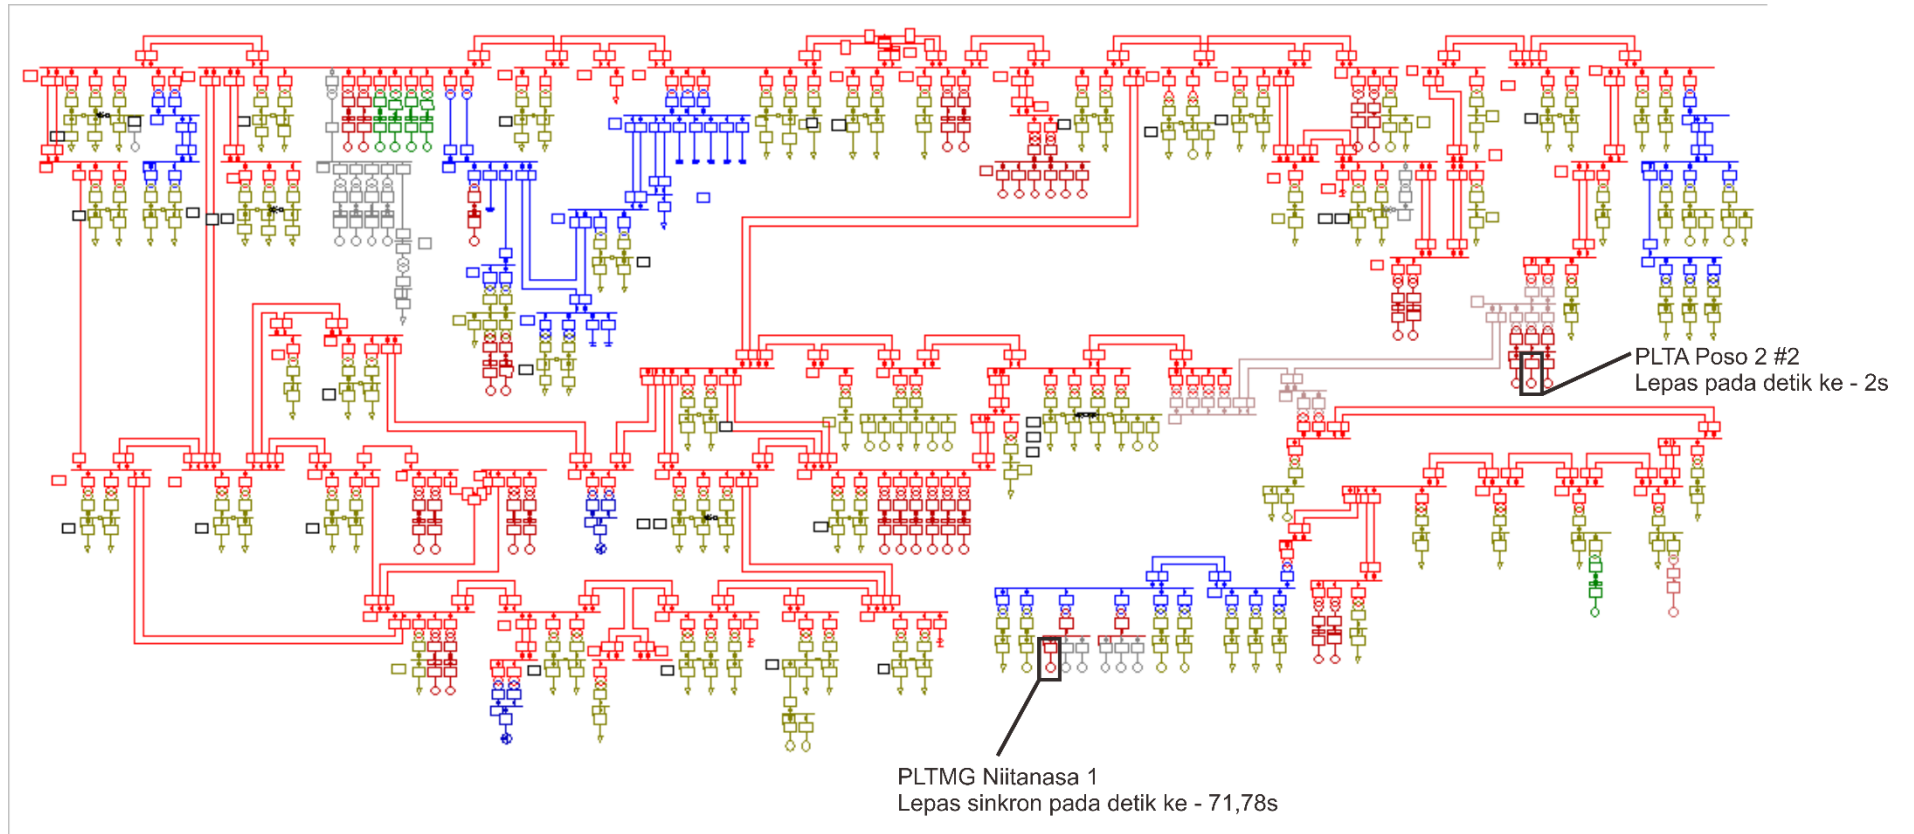 PLTA Poso 2 #2
Lepas pada detik ke - 2s
PLTMG Niitanasa 1
Lepas sinkron pada detik ke - 71,78s